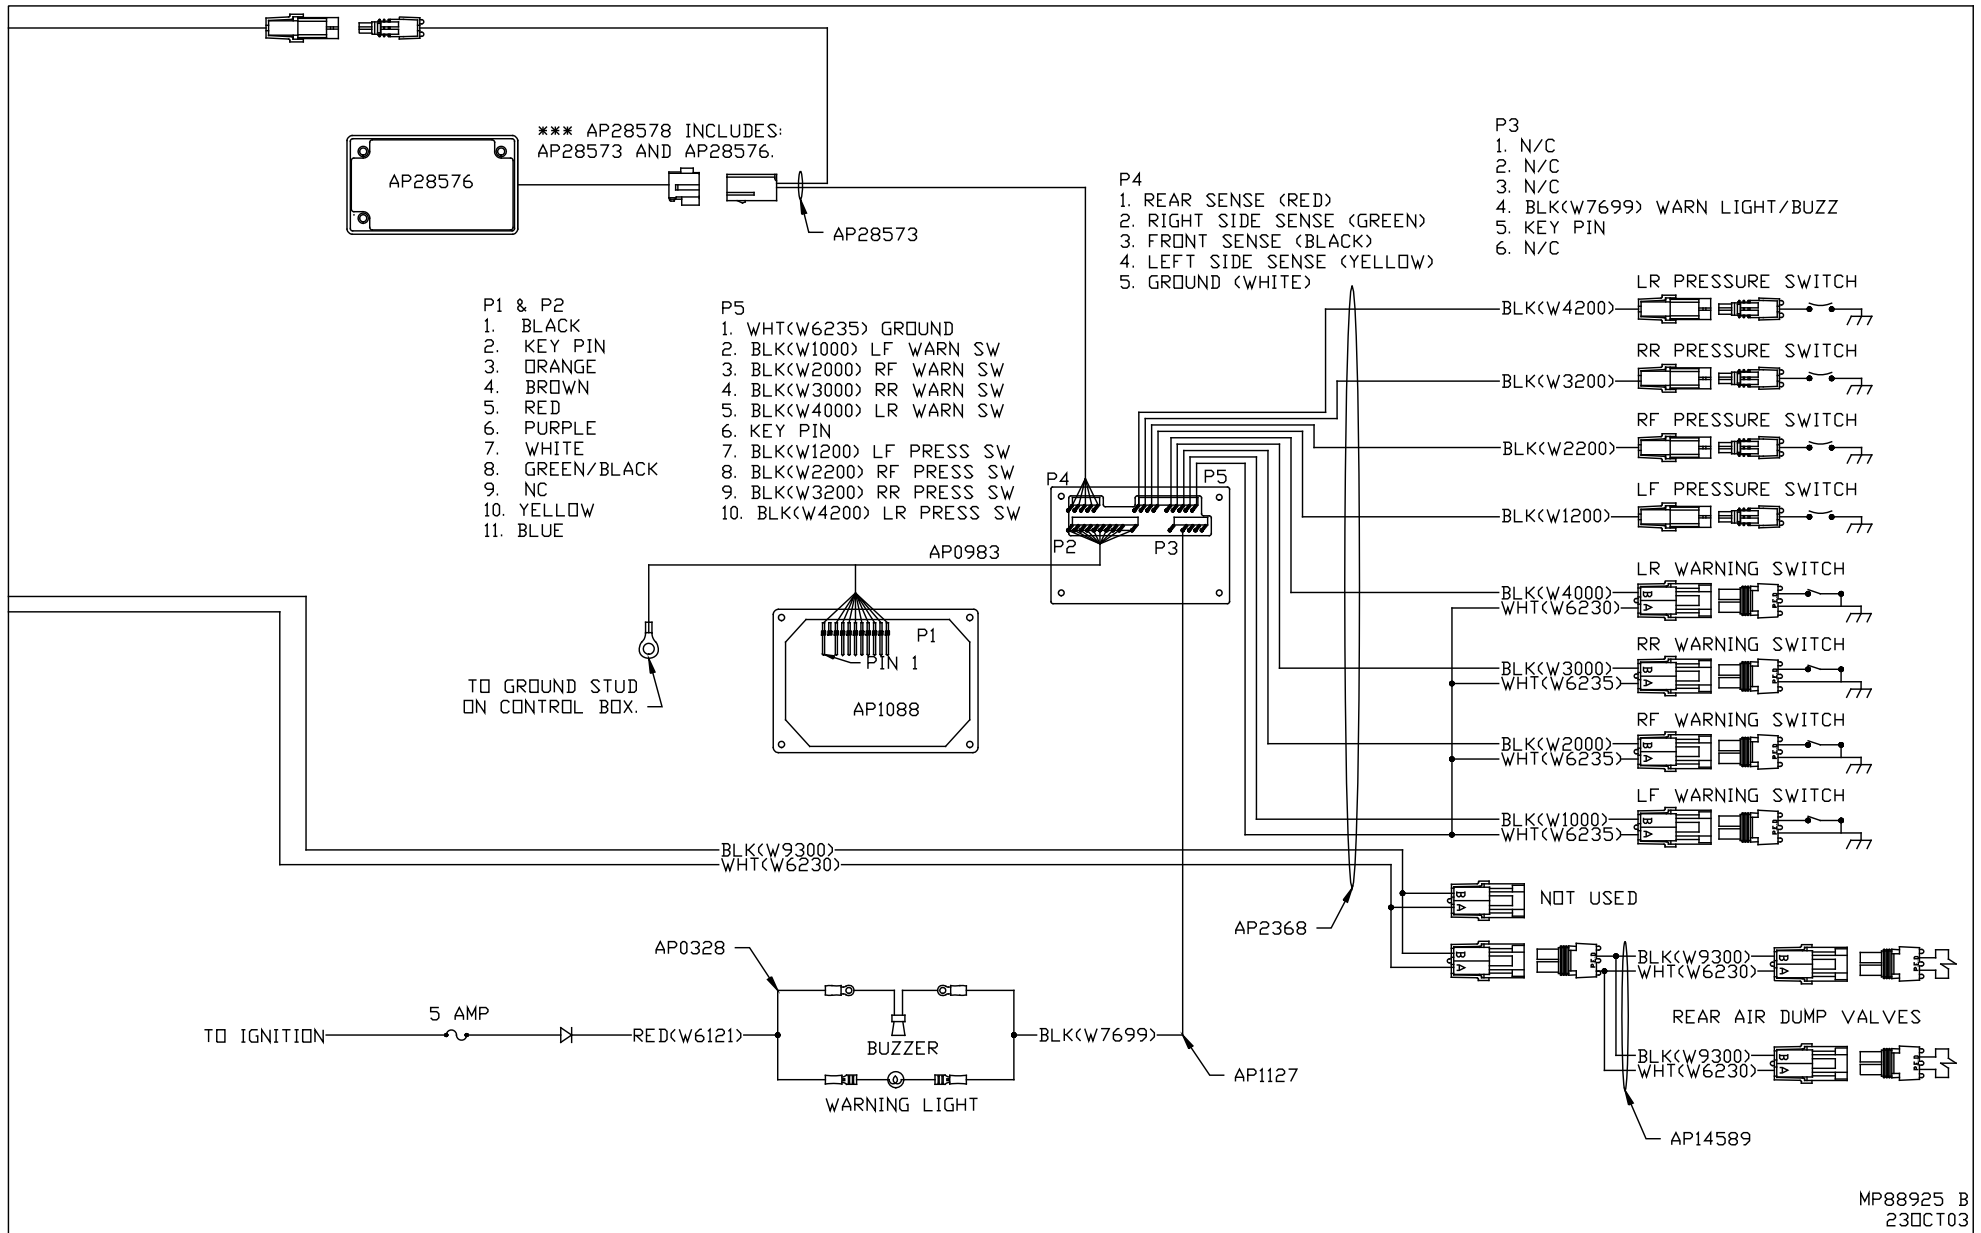 *** AP28578 INCLUDES:
AP28573 AND AP28576.
AP28576
AP28573
P4
1. REAR SENSE (RED)
2. RIGHT SIDE SENSE (GREEN)
3. FRONT SENSE (BLACK)
4. LEFT SIDE SENSE (YELLOW)
5. GROUND (WHITE)
P3
1. N/C
2. N/C
3. N/C
4. BLK(W7699) WARN LIGHT/BUZZ
5. KEY PIN
6. N/C
P1 & P2
1. BLACK
2. KEY PIN
3. ORANGE
4. BROWN
5. RED
6. PURPLE
7. WHITE
8. GREEN/BLACK
9. NC
10. YELLOW
11. BLUE
P5
1. WHT(W6235) GROUND
2. BLK(W1000) LF WARN SW
3. BLK(W2000) RF WARN SW
4. BLK(W3000) RR WARN SW
5. BLK(W4000) LR WARN SW
6. KEY PIN
7. BLK(W1200) LF PRESS SW
8. BLK(W2200) RF PRESS SW
9. BLK(W3200) RR PRESS SW
10. BLK(W4200) LR PRESS SW
P4
P5
P2
P3
AP0983
P1
PIN 1
AP1088
TO GROUND STUD
ON CONTROL BOX.
LR PRESSURE SWITCH
BLK(W4200)
RR PRESSURE SWITCH
BLK(W3200)
RF PRESSURE SWITCH
BLK(W2200)
LF PRESSURE SWITCH
BLK(W1200)
LR WARNING SWITCH
BLK(W4000)
WHT(W6230)
B
A
RR WARNING SWITCH
BLK(W3000)
WHT(W6235)
B
A
RF WARNING SWITCH
BLK(W2000)
WHT(W6235)
B
A
LF WARNING SWITCH
BLK(W1000)
WHT(W6235)
B
A
BLK(W9300)
WHT(W6230)
B
A
NOT USED
AP2368
B
A
BLK(W9300)
WHT(W6230)
B
A
REAR AIR DUMP VALVES
BLK(W9300)
WHT(W6230)
B
A
AP14589
AP0328
TO IGNITION
5 AMP
RED(W6121)
BUZZER
WARNING LIGHT
BLK(W7699)
AP1127
MP88925 B
23OCT03